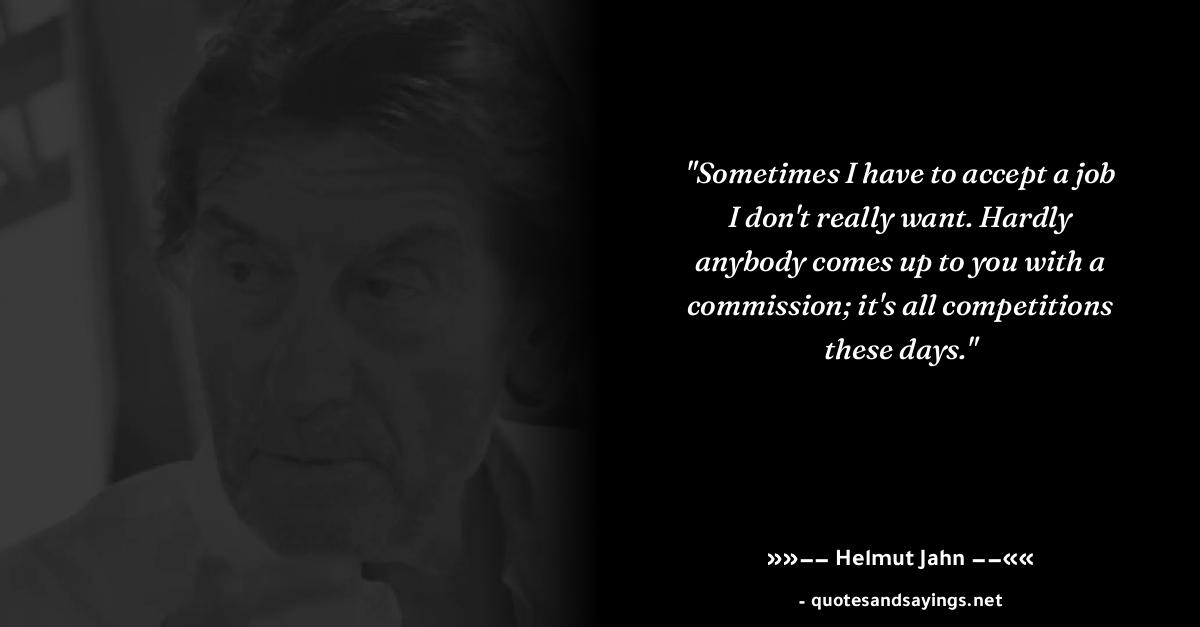 "Sometimes I have to accept a job
I don't really want. Hardly
anybody comes up to you with a
commission; it's all competitions
these days."
»»–– Helmut Jahn ––««
- quotesandsayings.net